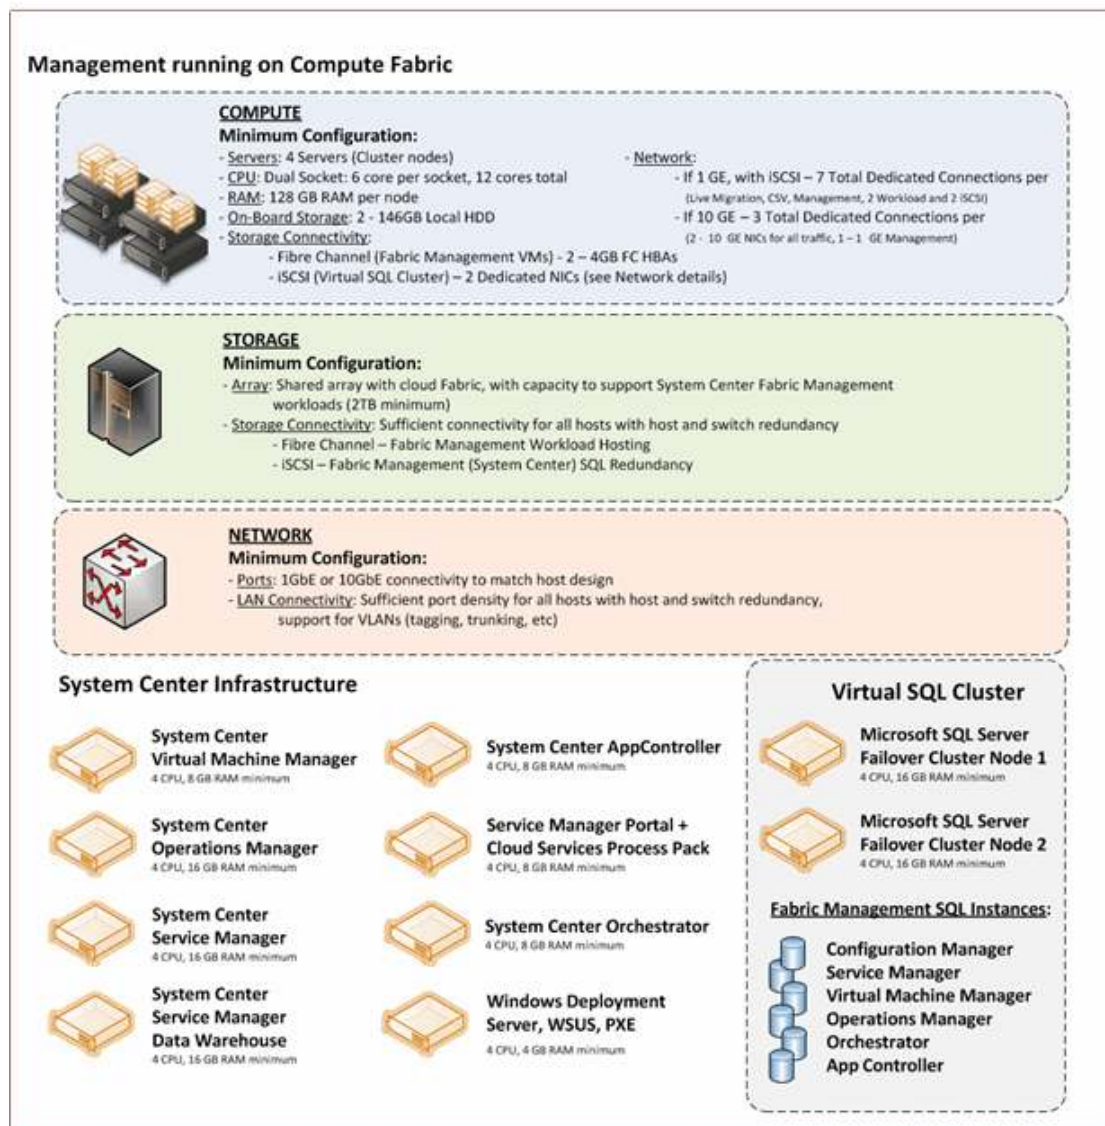 Management running on Compute Fabric
COMPUTE
Minimum Configuration:
- Servers: 4 Servers (Cluster nodes)
- CPU: Dual Socket: 6 core per socket, 12 cores total
- RAM: 128 GB RAM per node
- On-Board Storage: 2 - 146GB Local HDD
- Storage Connectivity:
- Fibre Channel (Fabric Management VMs) - 2 – 4GB FC HBAs
- iSCSI (Virtual SQL Cluster) – 2 Dedicated NICs (see Network details)
- Network:
- If 1 GE, with iSCSI – 7 Total Dedicated Connections per
(Live Migration, CSV, Management, 2 Workload and 2 iSCSI)
- If 10 GE – 3 Total Dedicated Connections per
(2 - 10 GE NICs for all traffic, 1 – 1 GE Management)
STORAGE
Minimum Configuration:
- Array: Shared array with cloud Fabric, with capacity to support System Center Fabric Management
workloads (2TB minimum)
- Storage Connectivity: Sufficient connectivity for all hosts with host and switch redundancy
- Fibre Channel – Fabric Management Workload Hosting
- iSCSI – Fabric Management (System Center) SQL Redundancy
NETWORK
Minimum Configuration:
- Ports: 1GbE or 10GbE connectivity to match host design
- LAN Connectivity: Sufficient port density for all hosts with host and switch redundancy,
support for VLANs (tagging, trunking, etc)
System Center Infrastructure
System Center
Virtual Machine Manager
4 CPU, 8 GB RAM minimum
System Center
Operations Manager
4 CPU, 16 GB RAM minimum
System Center
Service Manager
4 CPU, 16 GB RAM minimum
System Center
Service Manager
Data Warehouse
4 CPU, 16 GB RAM minimum
System Center AppController
4 CPU, 8 GB RAM minimum
Service Manager Portal +
Cloud Services Process Pack
4 CPU, 8 GB RAM minimum
System Center Orchestrator
4 CPU, 8 GB RAM minimum
Windows Deployment
Server, WSUS, PXE
4 CPU, 4 GB RAM minimum
Virtual SQL Cluster
Microsoft SQL Server
Failover Cluster Node 1
4 CPU, 16 GB RAM minimum
Microsoft SQL Server
Failover Cluster Node 2
4 CPU, 16 GB RAM minimum
Fabric Management SQL Instances:
Configuration Manager
Service Manager
Virtual Machine Manager
Operations Manager
Orchestrator
App Controller